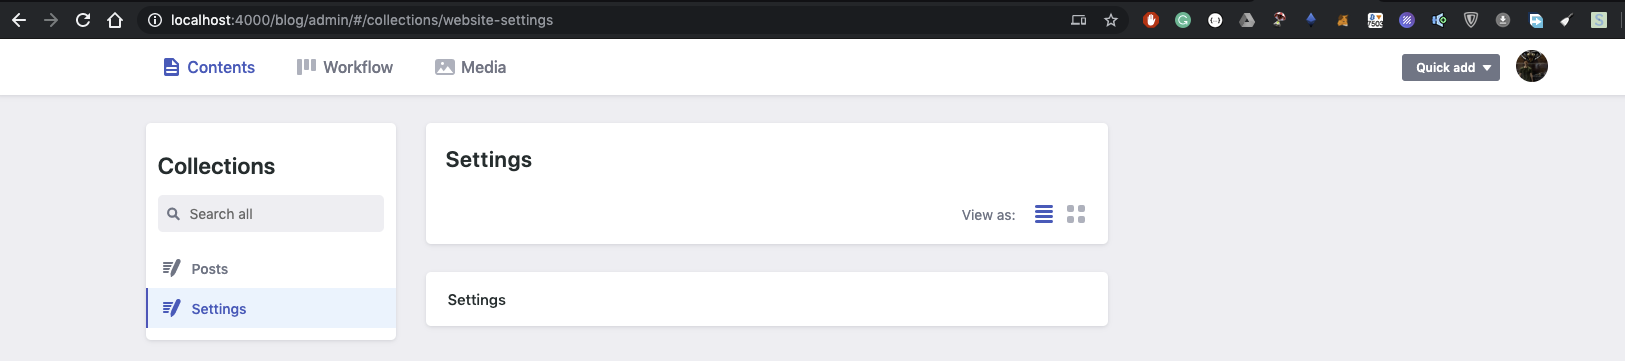 localhost:4000/blog/admin/#/collections/website-settings
Contents
Workflow
Media
Quick add
Collections
Search all
Posts
Settings
Settings
View as:
Settings